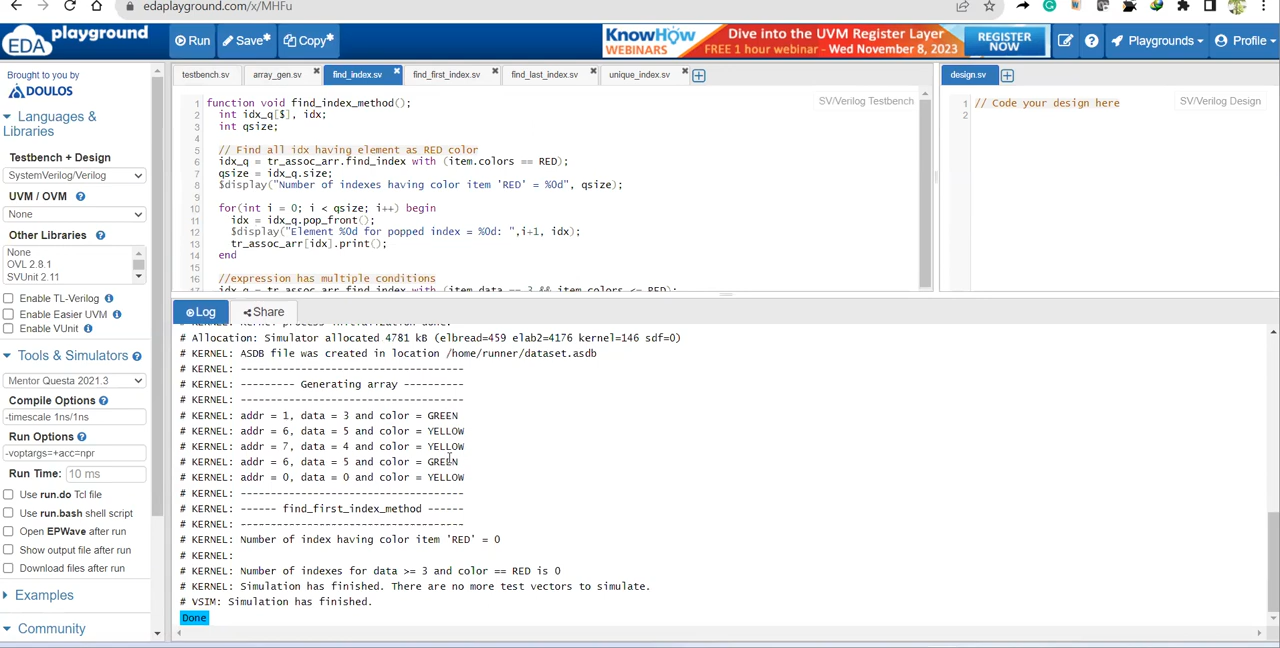 edaplayground.com/x/MHFu
EDA playground
Run
Save*
Copy*
KnowHow
WEBINARS
Dive into the UVM Register Layer
FREE 1 hour webinar - Wed November 8, 2023
REGISTER
NOW
Playgrounds
Profile
Brought to you by
DOULOS
Languages &
Libraries
Testbench + Design
SystemVerilog/Verilog
UVM / OVM
None
Other Libraries
None
OVL 2.8.1
SVUnit 2.11
Enable TL-Verilog
Enable Easier UVM
Enable VUnit
Tools & Simulators
Mentor Questa 2021.3
Compile Options
-timescale 1ns/1ns
Run Options
-voptargs=+acc=npr
Run Time: 10 ms
Use run.do Tcl file
Use run.bash shell script
Open EPWave after run
Show output file after run
Download files after run
Examples
Community
testbench.sv
array_gen.sv
find_index.sv
find_first_index.sv
find_last_index.sv
unique_index.sv
SV/Verilog Testbench
1 function void find_index_method();
2 int idx_q[$], idx;
3 int qsize;
4
5 // Find all idx having element as RED color
6 idx_q = tr_assoc_arr.find_index with (item.colors == RED);
7 qsize = idx_q.size;
8 $display("Number of indexes having color item 'RED' = %0d", qsize);
9
10 for(int i = 0; i < qsize; i++) begin
11 idx = idx_q.pop_front();
12 $display("Element %0d for popped index = %0d: ",i+1, idx);
13 tr_assoc_arr[idx].print();
14 end
15
16 //expression has multiple conditions
17 idx_q = tr_assoc_arr.find_index with (item.data == 3 && item.colors <= RED);
design.sv
SV/Verilog Design
1 // Code your design here
2
Log
Share
# KERNEL: Kernel process initialization done.
# Allocation: Simulator allocated 4781 kB (elbread=459 elab2=4176 kernel=146 sdf=0)
# KERNEL: ASDB file was created in location /home/runner/dataset.asdb
# KERNEL: -------------------------------------
# KERNEL: --------- Generating array ----------
# KERNEL: -------------------------------------
# KERNEL: addr = 1, data = 3 and color = GREEN
# KERNEL: addr = 6, data = 5 and color = YELLOW
# KERNEL: addr = 7, data = 4 and color = YELLOW
# KERNEL: addr = 6, data = 5 and color = GREEN
# KERNEL: addr = 0, data = 0 and color = YELLOW
# KERNEL: -------------------------------------
# KERNEL: ------ find_first_index_method ------
# KERNEL: -------------------------------------
# KERNEL: Number of index having color item 'RED' = 0
# KERNEL:
# KERNEL: Number of indexes for data >= 3 and color == RED is 0
# KERNEL: Simulation has finished. There are no more test vectors to simulate.
# VSIM: Simulation has finished.
Done